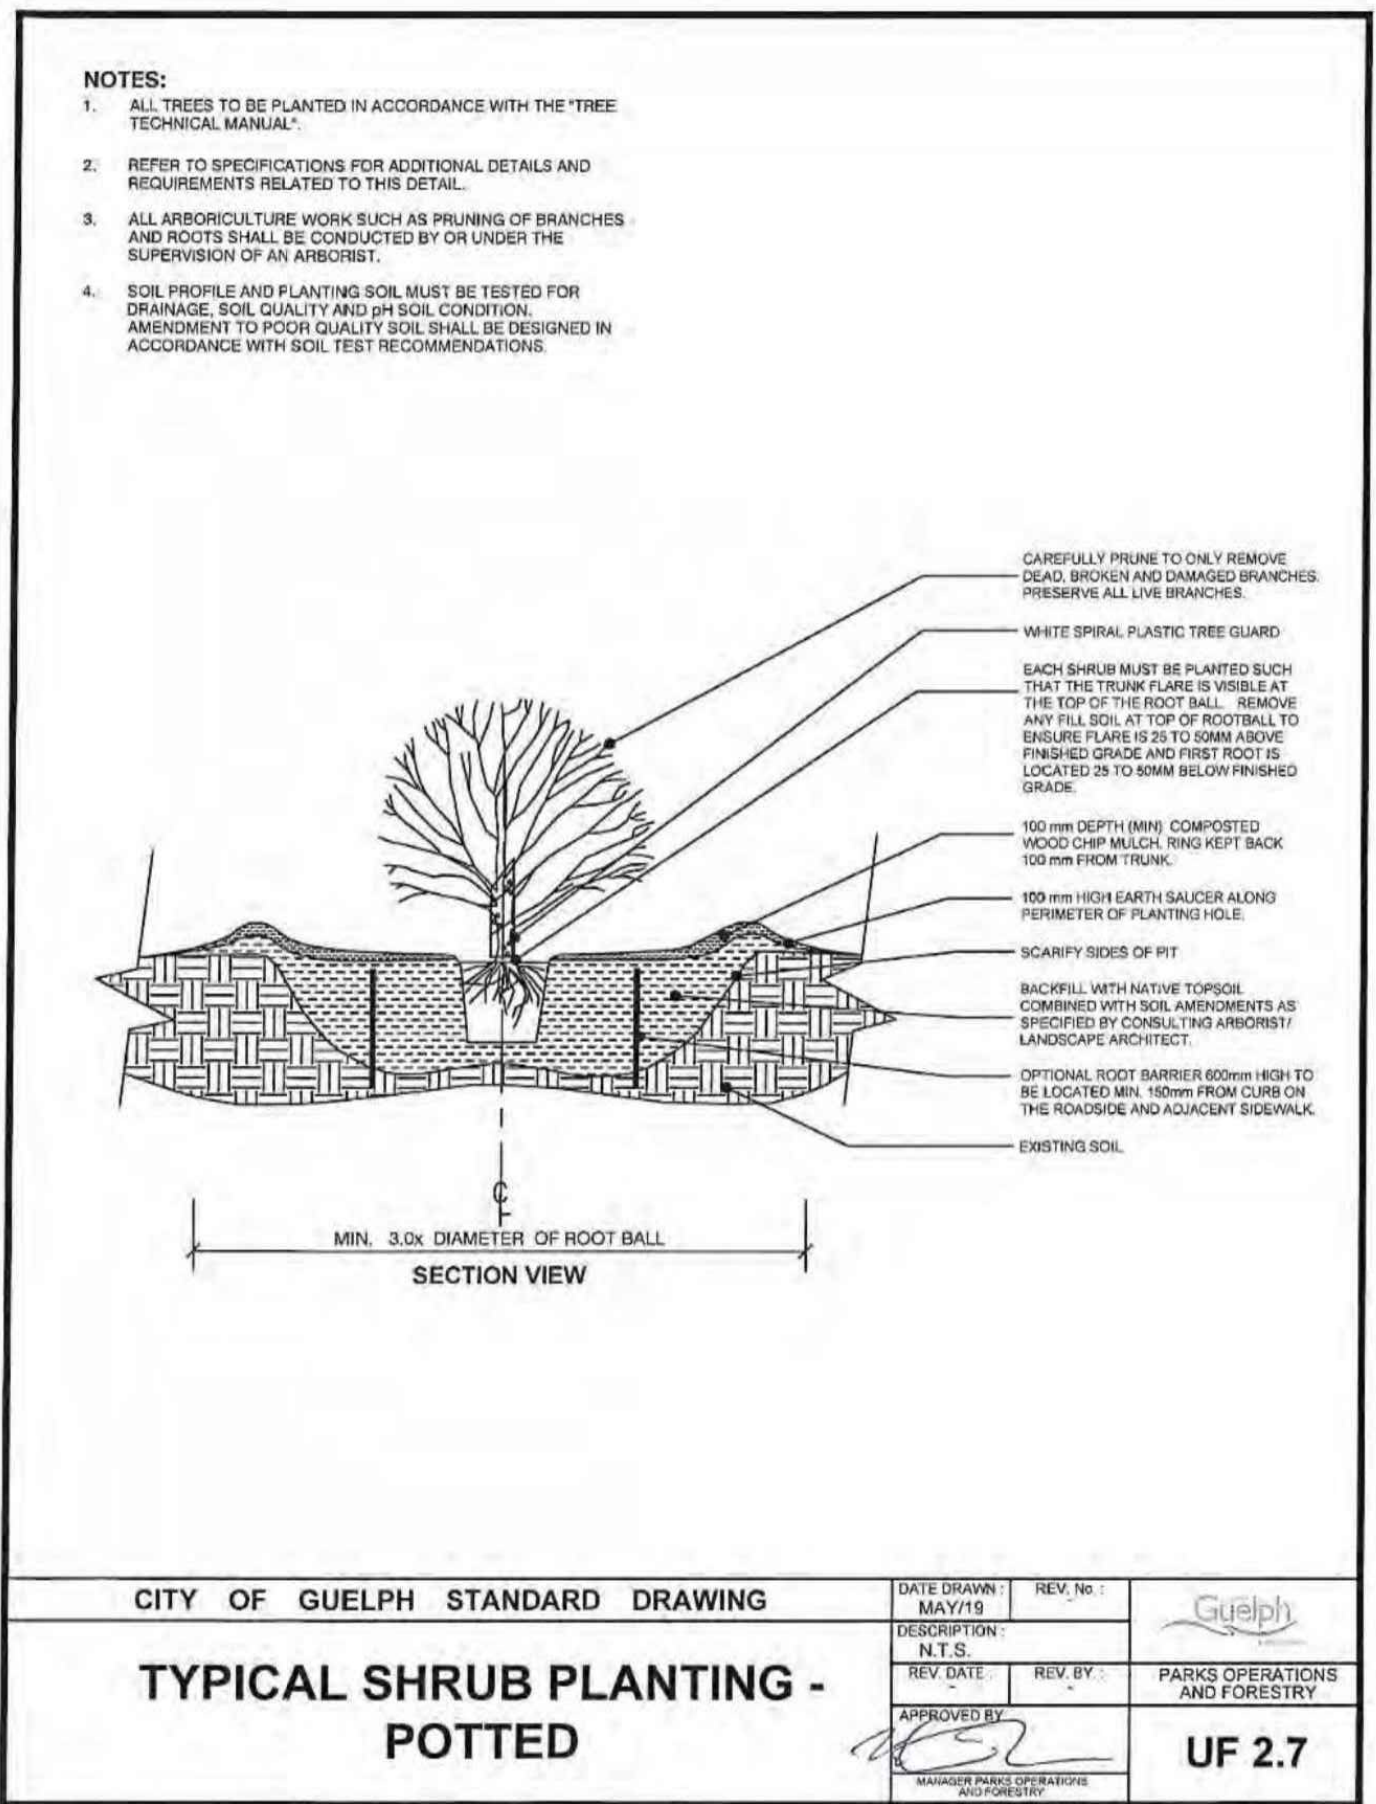 NOTES:
1. ALL TREES TO BE PLANTED IN ACCORDANCE WITH THE "TREE
TECHNICAL MANUAL".
2. REFER TO SPECIFICATIONS FOR ADDITIONAL DETAILS AND
REQUIREMENTS RELATED TO THIS DETAIL.
3. ALL ARBORICULTURE WORK SUCH AS PRUNING OF BRANCHES
AND ROOTS SHALL BE CONDUCTED BY OR UNDER THE
SUPERVISION OF AN ARBORIST.
4. SOIL PROFILE AND PLANTING SOIL MUST BE TESTED FOR
DRAINAGE, SOIL QUALITY AND pH SOIL CONDITION.
AMENDMENT TO POOR QUALITY SOIL SHALL BE DESIGNED IN
ACCORDANCE WITH SOIL TEST RECOMMENDATIONS.
CAREFULLY PRUNE TO ONLY REMOVE
DEAD, BROKEN AND DAMAGED BRANCHES.
PRESERVE ALL LIVE BRANCHES.
WHITE SPIRAL PLASTIC TREE GUARD
EACH SHRUB MUST BE PLANTED SUCH
THAT THE TRUNK FLARE IS VISIBLE AT
THE TOP OF THE ROOT BALL. REMOVE
ANY FILL SOIL AT TOP OF ROOTBALL TO
ENSURE FLARE IS 25 TO 50MM ABOVE
FINISHED GRADE AND FIRST ROOT IS
LOCATED 25 TO 50MM BELOW FINISHED
GRADE.
100 mm DEPTH (MIN) COMPOSTED
WOOD CHIP MULCH. RING KEPT BACK
100 mm FROM TRUNK.
100 mm HIGH EARTH SAUCER ALONG
PERIMETER OF PLANTING HOLE.
SCARIFY SIDES OF PIT
BACKFILL WITH NATIVE TOPSOIL
COMBINED WITH SOIL AMENDMENTS AS
SPECIFIED BY CONSULTING ARBORIST/
LANDSCAPE ARCHITECT.
OPTIONAL ROOT BARRIER 600mm HIGH TO
BE LOCATED MIN. 150mm FROM CURB ON
THE ROADSIDE AND ADJACENT SIDEWALK.
EXISTING SOIL
℄
MIN. 3.0x DIAMETER OF ROOT BALL
SECTION VIEW
CITY OF GUELPH STANDARD DRAWING
TYPICAL SHRUB PLANTING -
POTTED
DATE DRAWN :
MAY/19
REV. No. :
-
DESCRIPTION :
N.T.S.
REV. DATE :
-
REV. BY. :
-
APPROVED BY
MANAGER PARKS OPERATIONS
AND FORESTRY
Guelph
PARKS OPERATIONS
AND FORESTRY
UF 2.7